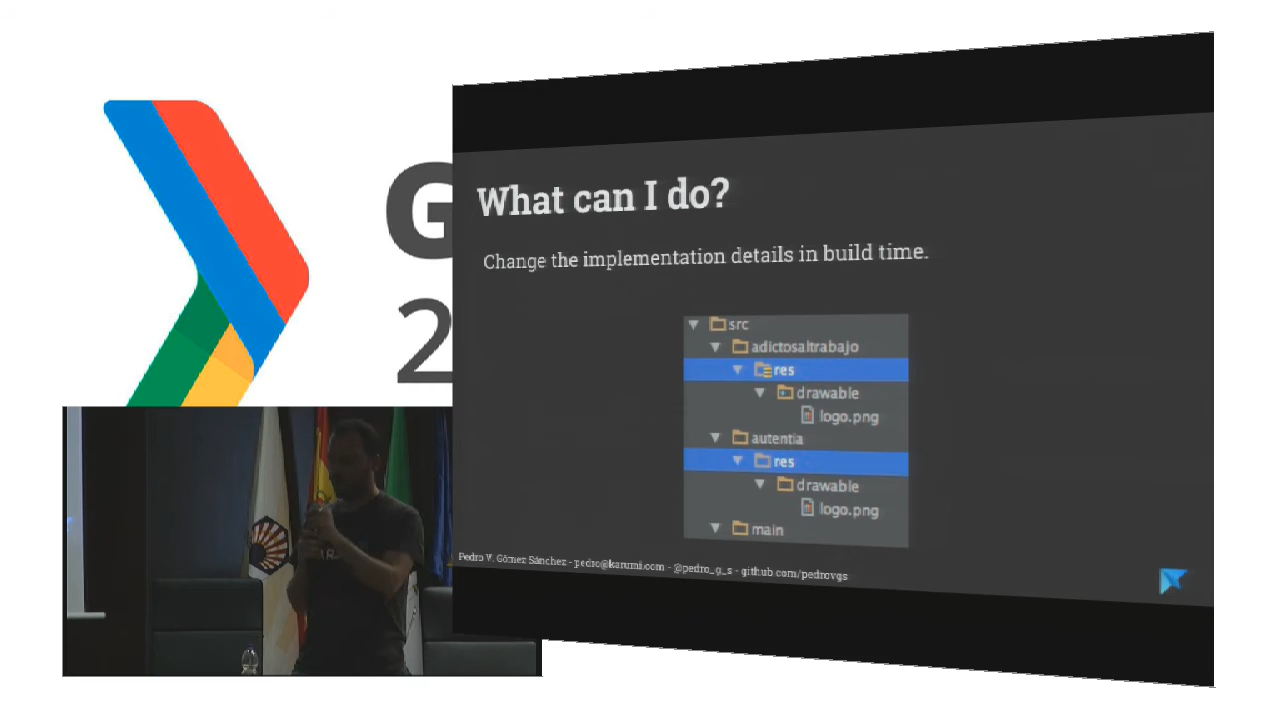 G
2
What can I do?
Change the implementation details in build time.
src
adictosaltrabajo
res
drawable
logo.png
autentia
res
drawable
logo.png
main
Pedro V. Gómez Sánchez - pedro@karumi.com - @pedro_g_s - github.com/pedrovgs